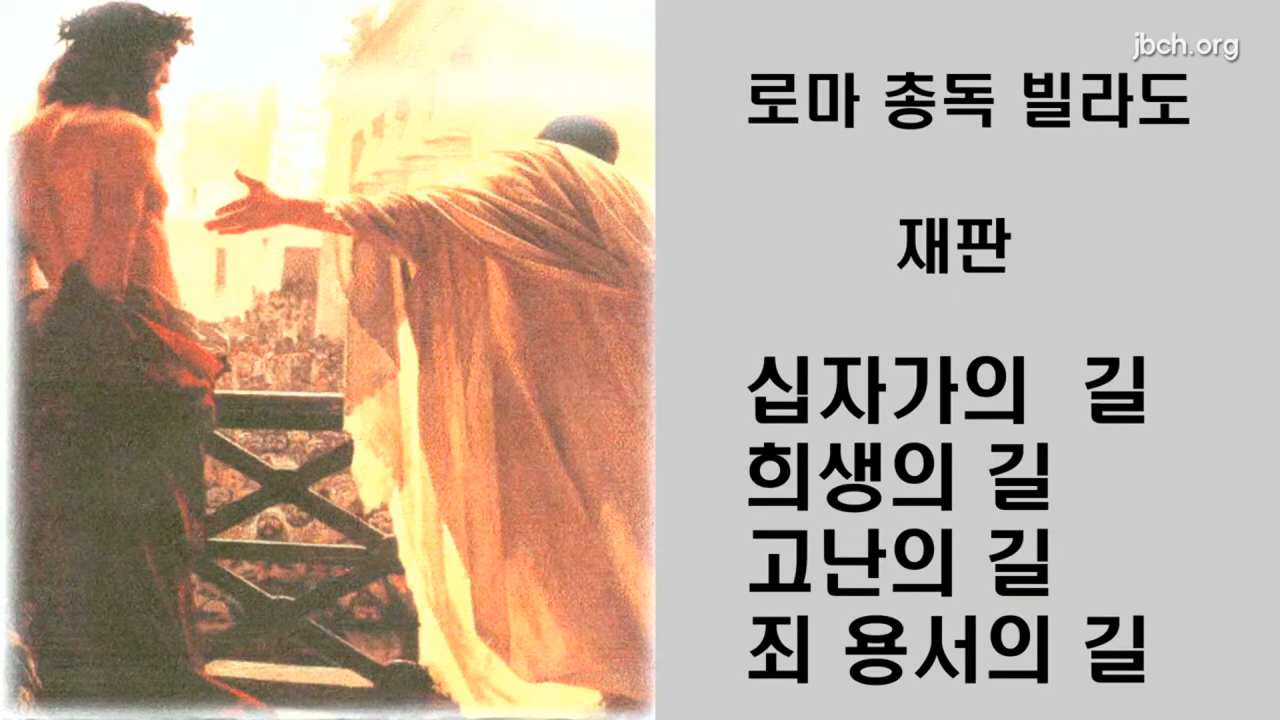 jbch.org
로마 총독 빌라도
재판
십자가의 길
희생의 길
고난의 길
죄 용서의 길